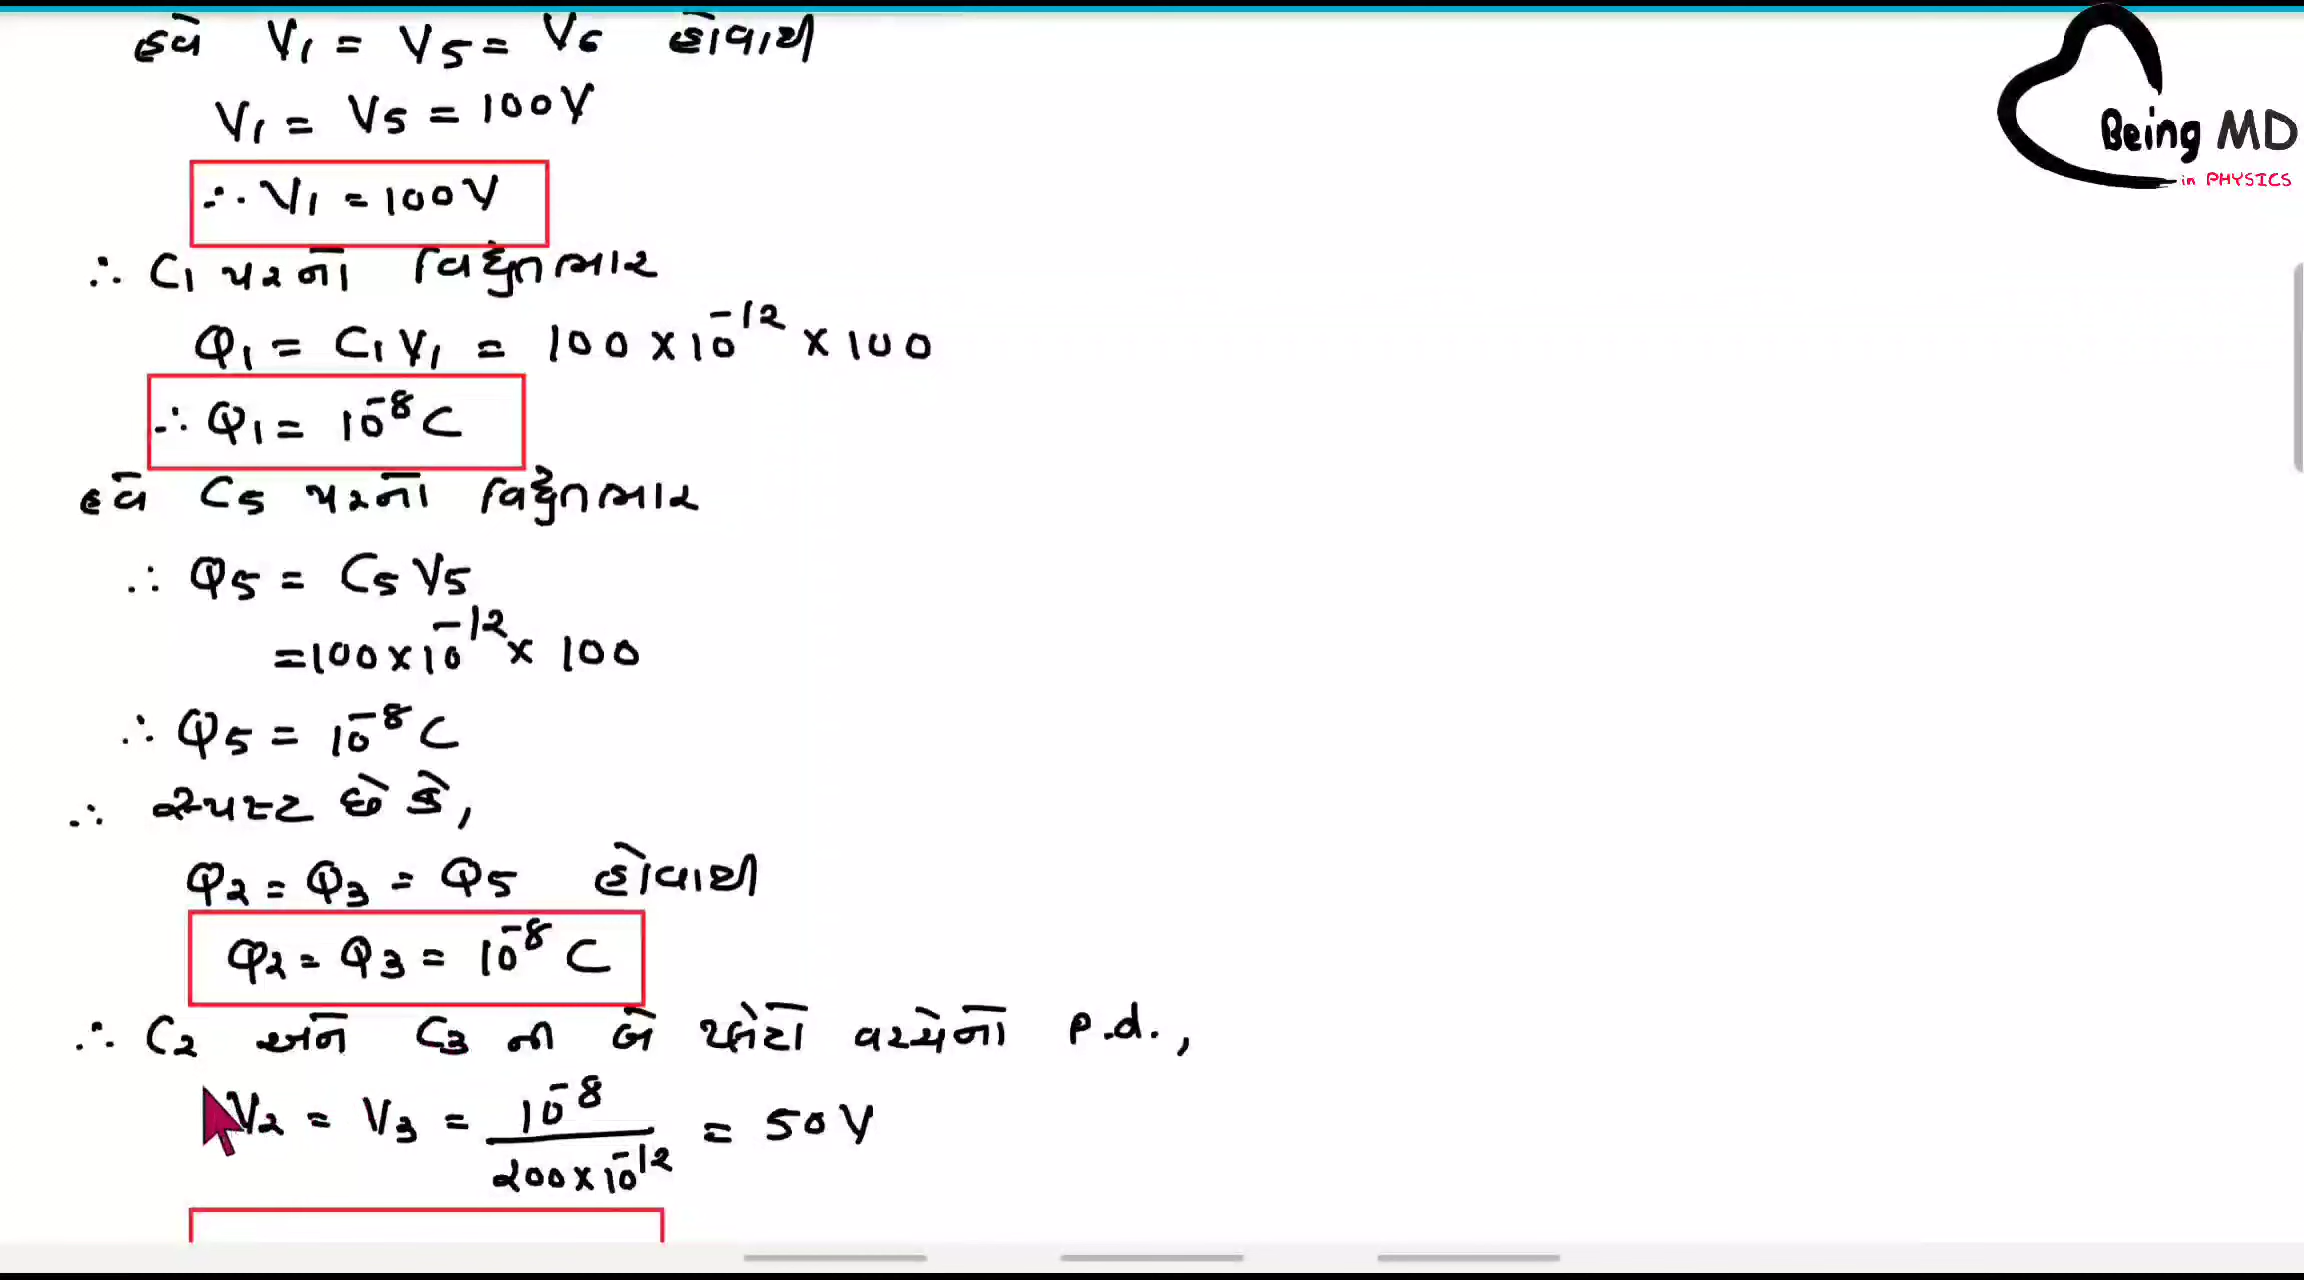 હવે V₁ = V₅ = V₆ હોવાથી
V₁ = V₅ = 100V
∴ V₁ = 100V
∴ C₁ પરનો વિદ્યુતભાર
Q₁ = C₁V₁ = 100 × 10⁻¹² × 100
∴ Q₁ = 10⁻⁸ C
હવે C₅ પરનો વિદ્યુતભાર
∴ Q₅ = C₅V₅
= 100 × 10⁻¹² × 100
∴ Q₅ = 10⁻⁸ C
∴ સ્પષ્ટ છે કે,
Q₂ = Q₃ = Q₅ હોવાથી
Q₂ = Q₃ = 10⁻⁸ C
∴ C₂ અને C₃ ની બે પ્લેટો વચ્ચેનો p.d.,
V₂ = V₃ = 10⁻⁸ / 200 × 10⁻¹² = 50V
Being MD
in PHYSICS